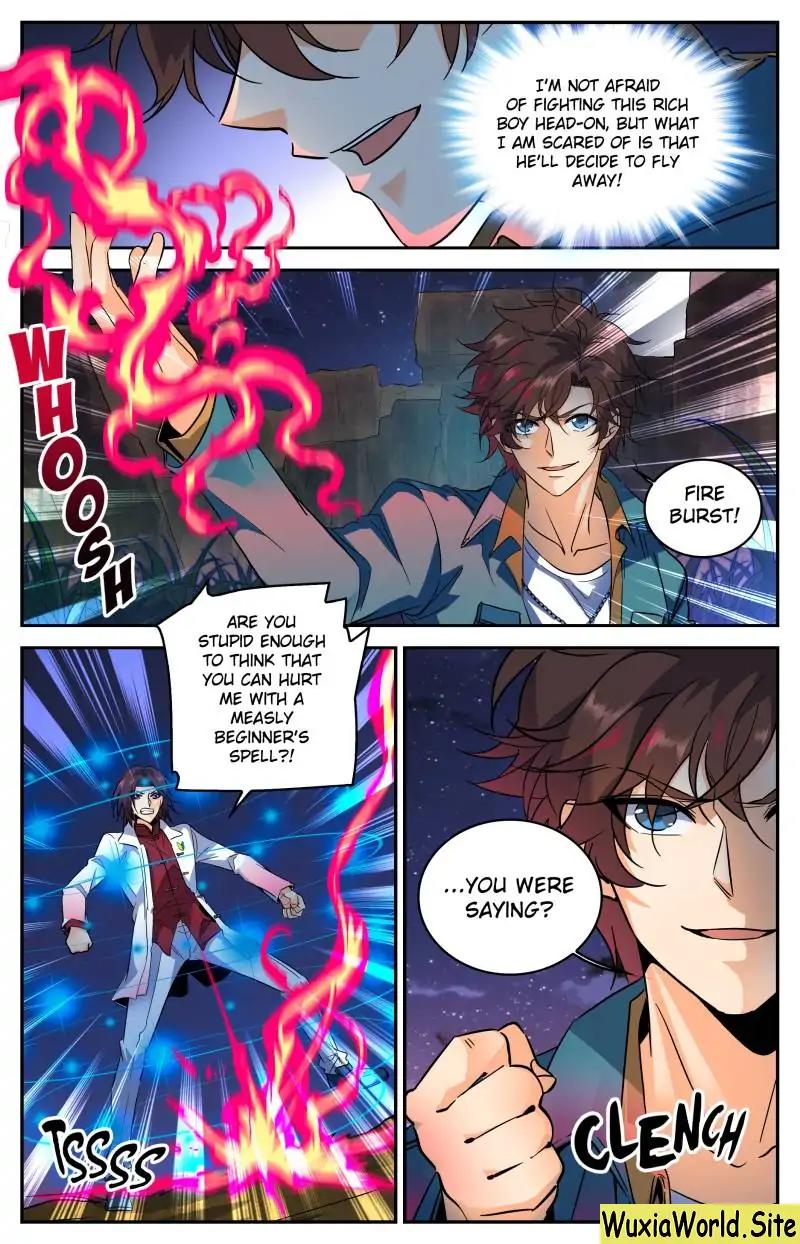 I'M NOT AFRAID
OF FIGHTING THIS RICH
BOY HEAD-ON, BUT WHAT
I AM SCARED OF IS THAT
HE'LL DECIDE TO FLY
AWAY!
WHOOSH
FIRE
BURST!
ARE YOU
STUPID ENOUGH
TO THINK THAT
YOU CAN HURT
ME WITH A
MEASLY
BEGINNER'S
SPELL?!
TSSSS
...YOU WERE
SAYING?
CLENCH
WuxiaWorld.Site